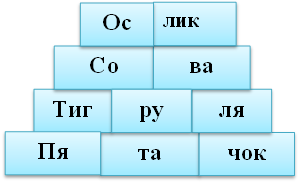 Ос лик
Со ва
Тиг ру ля
Пя та чок